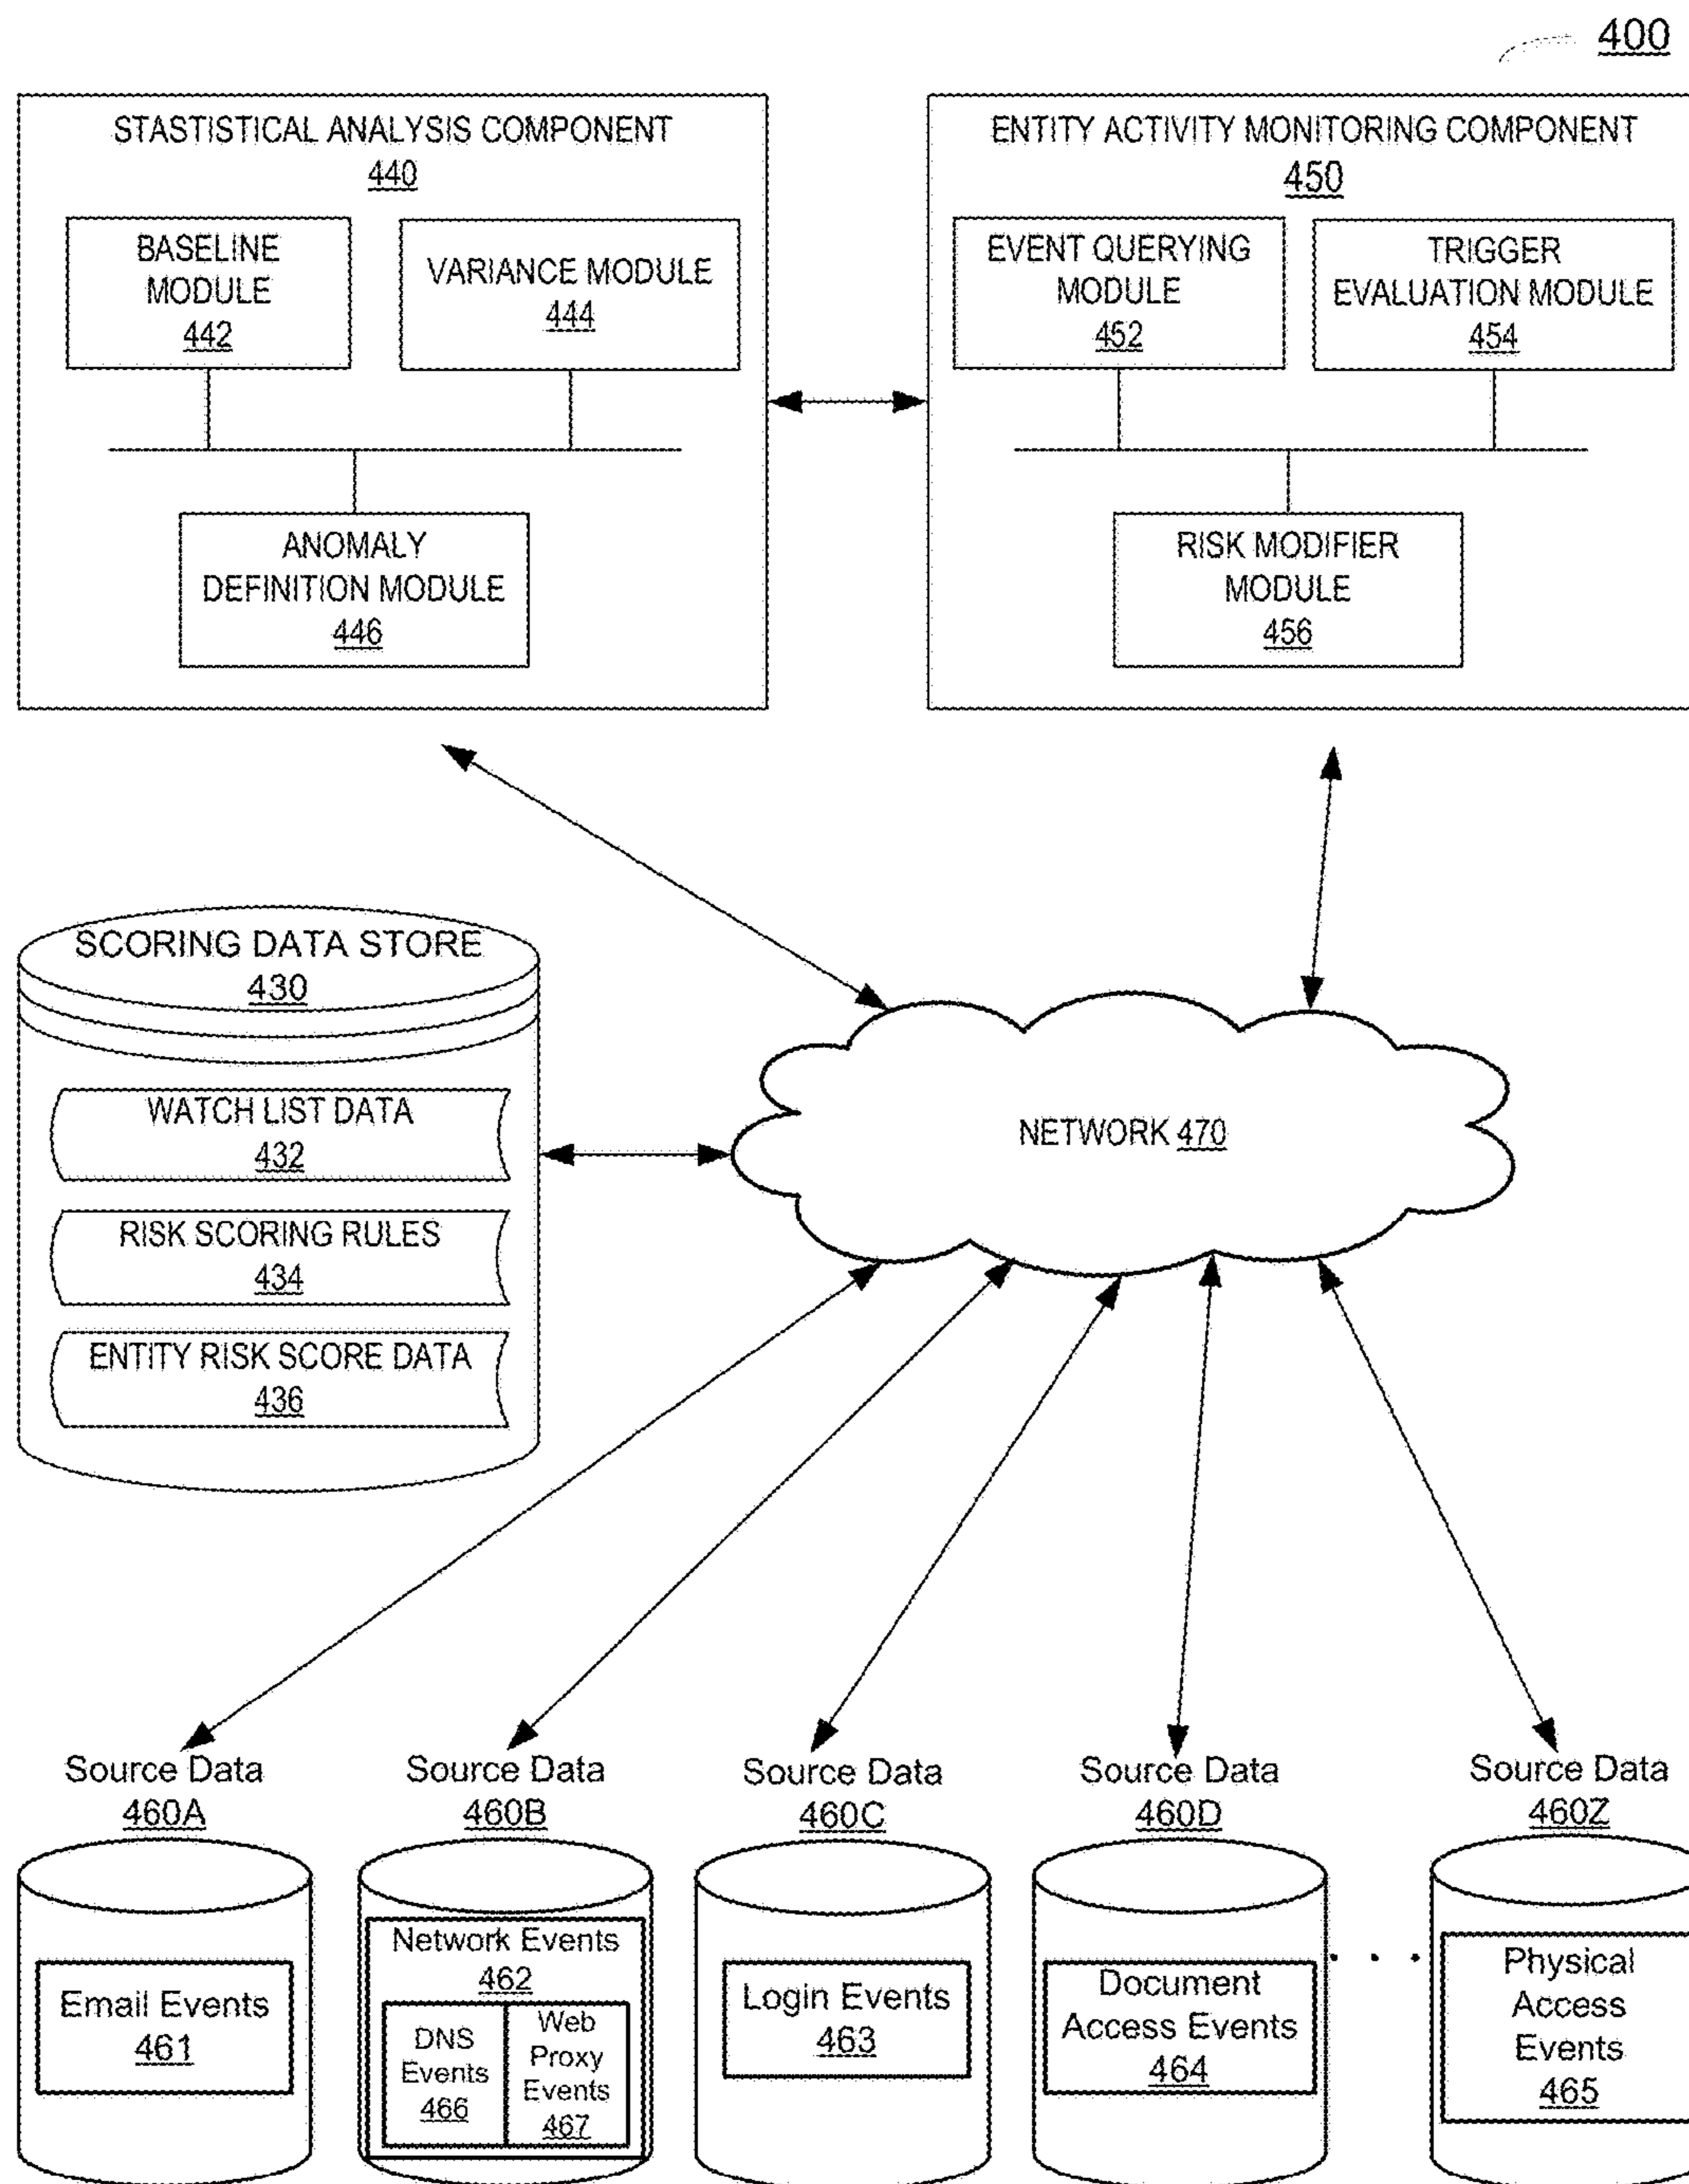 400
STASTISTICAL ANALYSIS COMPONENT
440
BASELINE
MODULE
442
VARIANCE MODULE
444
ANOMALY
DEFINITION MODULE
446
ENTITY ACTIVITY MONITORING COMPONENT
450
EVENT QUERYING
MODULE
452
TRIGGER
EVALUATION MODULE
454
RISK MODIFIER
MODULE
456
SCORING DATA STORE
430
WATCH LIST DATA
432
RISK SCORING RULES
434
ENTITY RISK SCORE DATA
436
NETWORK 470
Source Data
460A
Email Events
461
Source Data
460B
Network Events
462
DNS
Events
466
Web
Proxy
Events
467
Source Data
460C
Login Events
463
Source Data
460D
Document
Access Events
464
. . .
Source Data
460Z
Physical
Access
Events
465